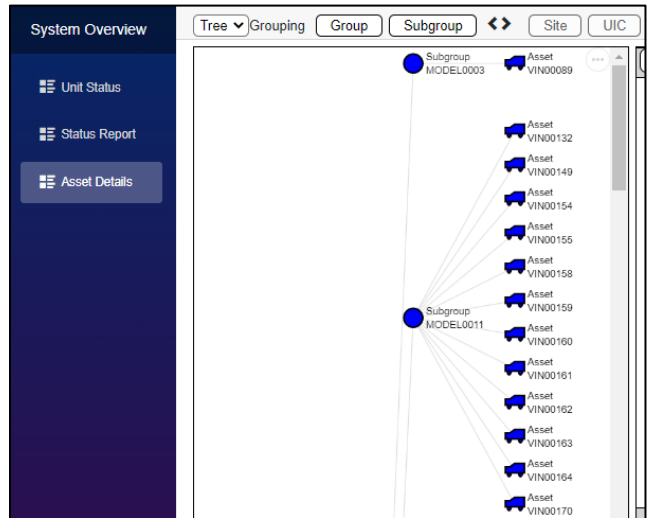 System Overview
Unit Status
Status Report
Asset Details
Tree Grouping Group Subgroup Site UIC
Subgroup
MODEL0003
Asset
VIN00089
Asset
VIN00132
Asset
VIN00149
Asset
VIN00154
Asset
VIN00155
Asset
VIN00158
Asset
VIN00159
Subgroup
MODEL0011
Asset
VIN00160
Asset
VIN00161
Asset
VIN00162
Asset
VIN00163
Asset
VIN00164
Asset
VIN00170